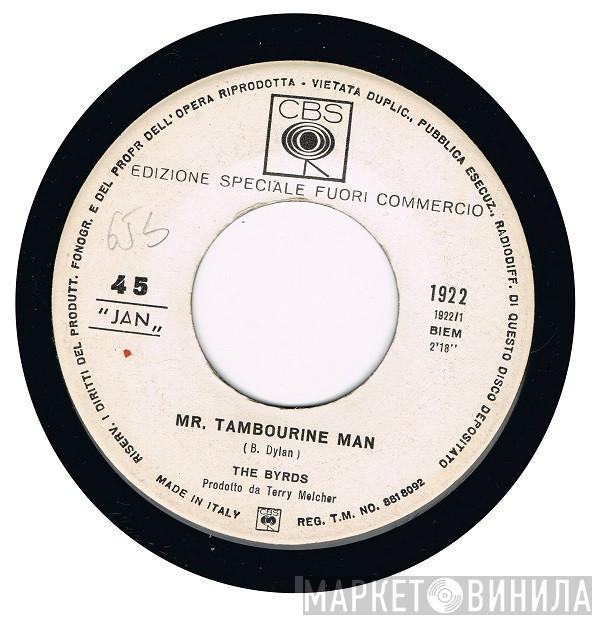 RISERV. I DIRITTI DEL PRODUTT. FONOGR. E DEL PROPR DELL'OPERA RIPRODOTTA - VIETATA DUPLIC., PUBBLICA ESECUZ., RADIODIFF. DI QUESTO DISCO DEPOSITATO
CBS
EDIZIONE SPECIALE FUORI COMMERCIO
45
"JAN„
1922
1922/1
BIEM
2'18''
MR. TAMBOURINE MAN
( B. Dylan )
THE BYRDS
Prodotto da Terry Melcher
MADE IN ITALY
CBS
REG. T.M. NO. 8818092
МАРКЕТ ВИНИЛА